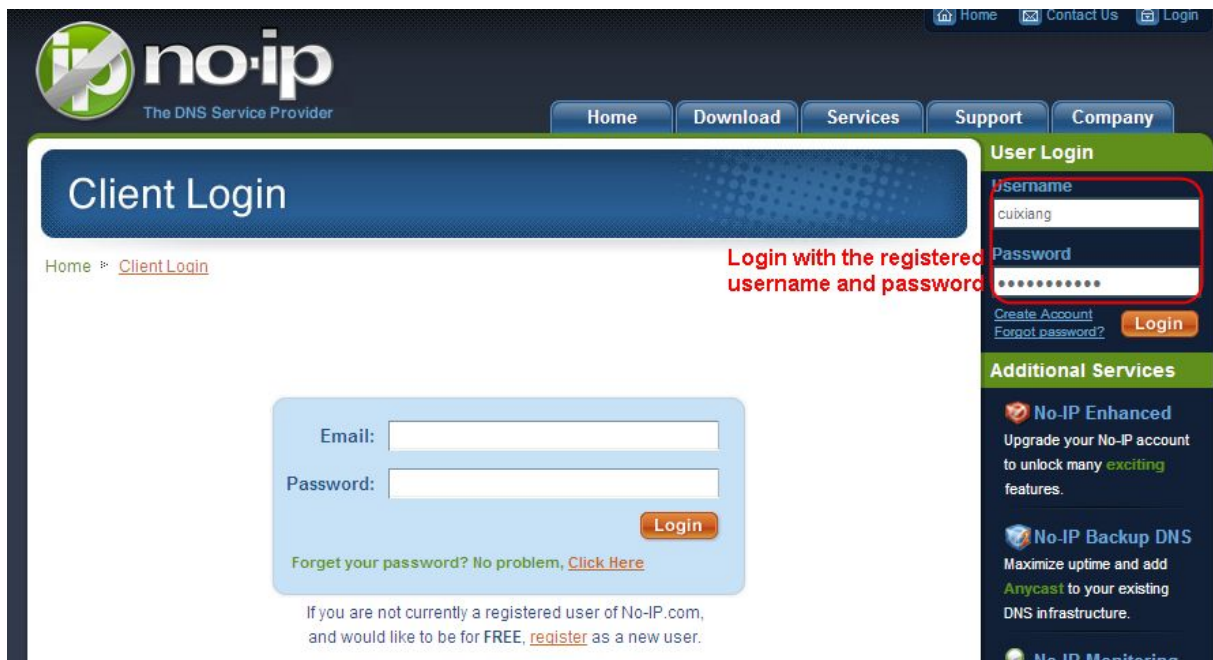 Home Contact Us Login
ip no·ip
The DNS Service Provider
Home Download Services Support Company
Client Login
Home Client Login
Login with the registered
username and password
User Login
Username
cuixiang
Password
•••••••••••
Create Account
Forgot password?
Login
Email:
Password:
Login
Forget your password? No problem, Click Here
If you are not currently a registered user of No-IP.com,
and would like to be for FREE, register as a new user.
Additional Services
No-IP Enhanced
Upgrade your No-IP account
to unlock many exciting
features.
No-IP Backup DNS
Maximize uptime and add
Anycast to your existing
DNS infrastructure.
No-IP Monitoring